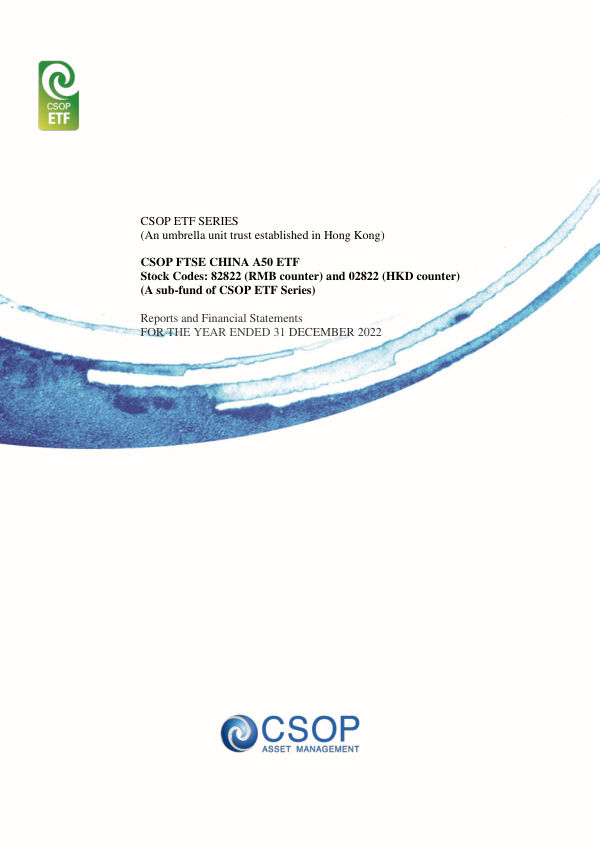 CSOP
ETF
CSOP ETF SERIES
(An umbrella unit trust established in Hong Kong)
CSOP FTSE CHINA A50 ETF
Stock Codes: 82822 (RMB counter) and 02822 (HKD counter)
(A sub-fund of CSOP ETF Series)
Reports and Financial Statements
FOR THE YEAR ENDED 31 DECEMBER 2022
CSOP
ASSET MANAGEMENT